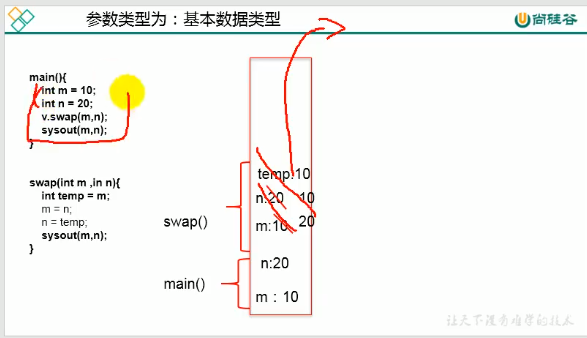 参数类型为：基本数据类型
尚硅谷
main(){
int m = 10;
int n = 20;
v.swap(m,n);
sysout(m,n);
}
swap(int m ,in n){
int temp = m;
m = n;
n = temp;
sysout(m,n);
}
temp:10
n:20 10
m:10 20
swap()
n:20
main()
m：10
让天下没有难学的技术